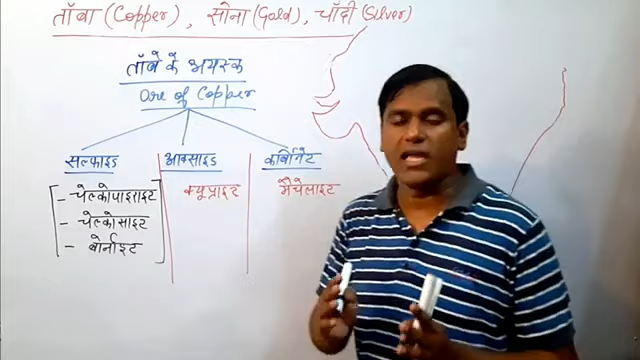 ताँबा (Copper), सोना (Gold), चाँदी (Silver)
ताँबे के अयस्क
Ore of Copper
सल्फाइड आक्साइड कार्बोनेट
- चेल्कोपाइराइट क्यूप्राइट मैचेलाइट
- चेल्कोसाइट
- बोर्नाइट